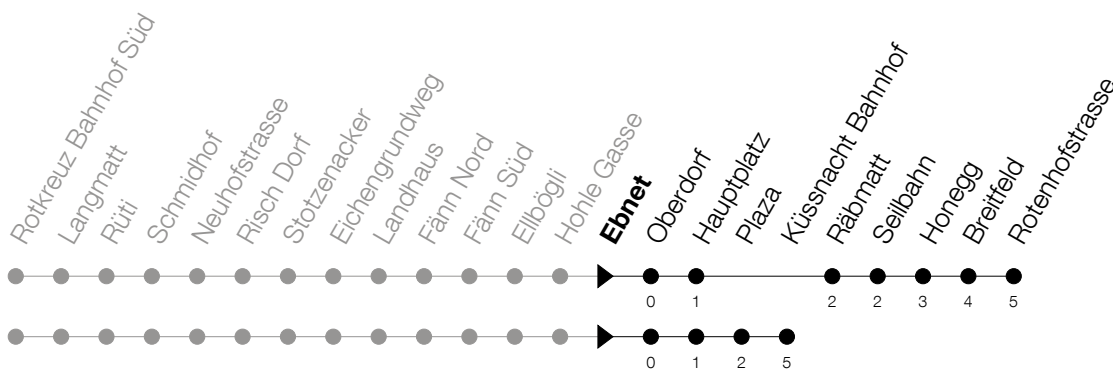 Rotkreuz Bahnhof Süd
Langmatt
Rüti
Schmidhof
Neuhofstrasse
Risch Dorf
Stotzenacker
Eichengrundweg
Landhaus
Fänn Nord
Fänn Süd
Ellbögli
Hohle Gasse
Ebnet
Oberdorf
Hauptplatz
Plaza
Küssnacht Bahnhof
Räbmatt
Seilbahn
Honegg
Breitfeld
Rotenhofstrasse
0 1 2 2 3 4 5
0 1 2 5